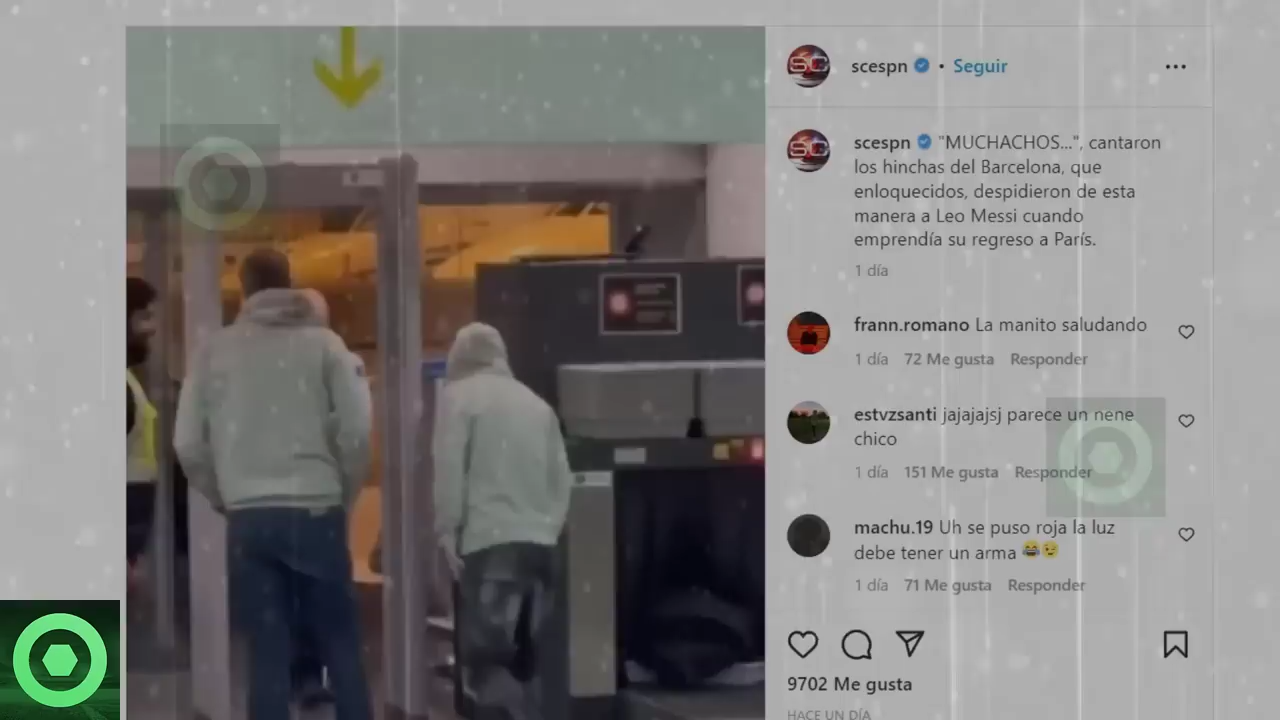 scespn • Seguir
scespn "MUCHACHOS...", cantaron
los hinchas del Barcelona, que
enloquecidos, despidieron de esta
manera a Leo Messi cuando
emprendía su regreso a París.
1 día
frann.romano La manito saludando
1 día 72 Me gusta Responder
estvzsanti jajajajsj parece un nene
chico
1 día 151 Me gusta Responder
machu.19 Uh se puso roja la luz
debe tener un arma 😂😉
1 día 71 Me gusta Responder
9702 Me gusta
HACE UN DÍA